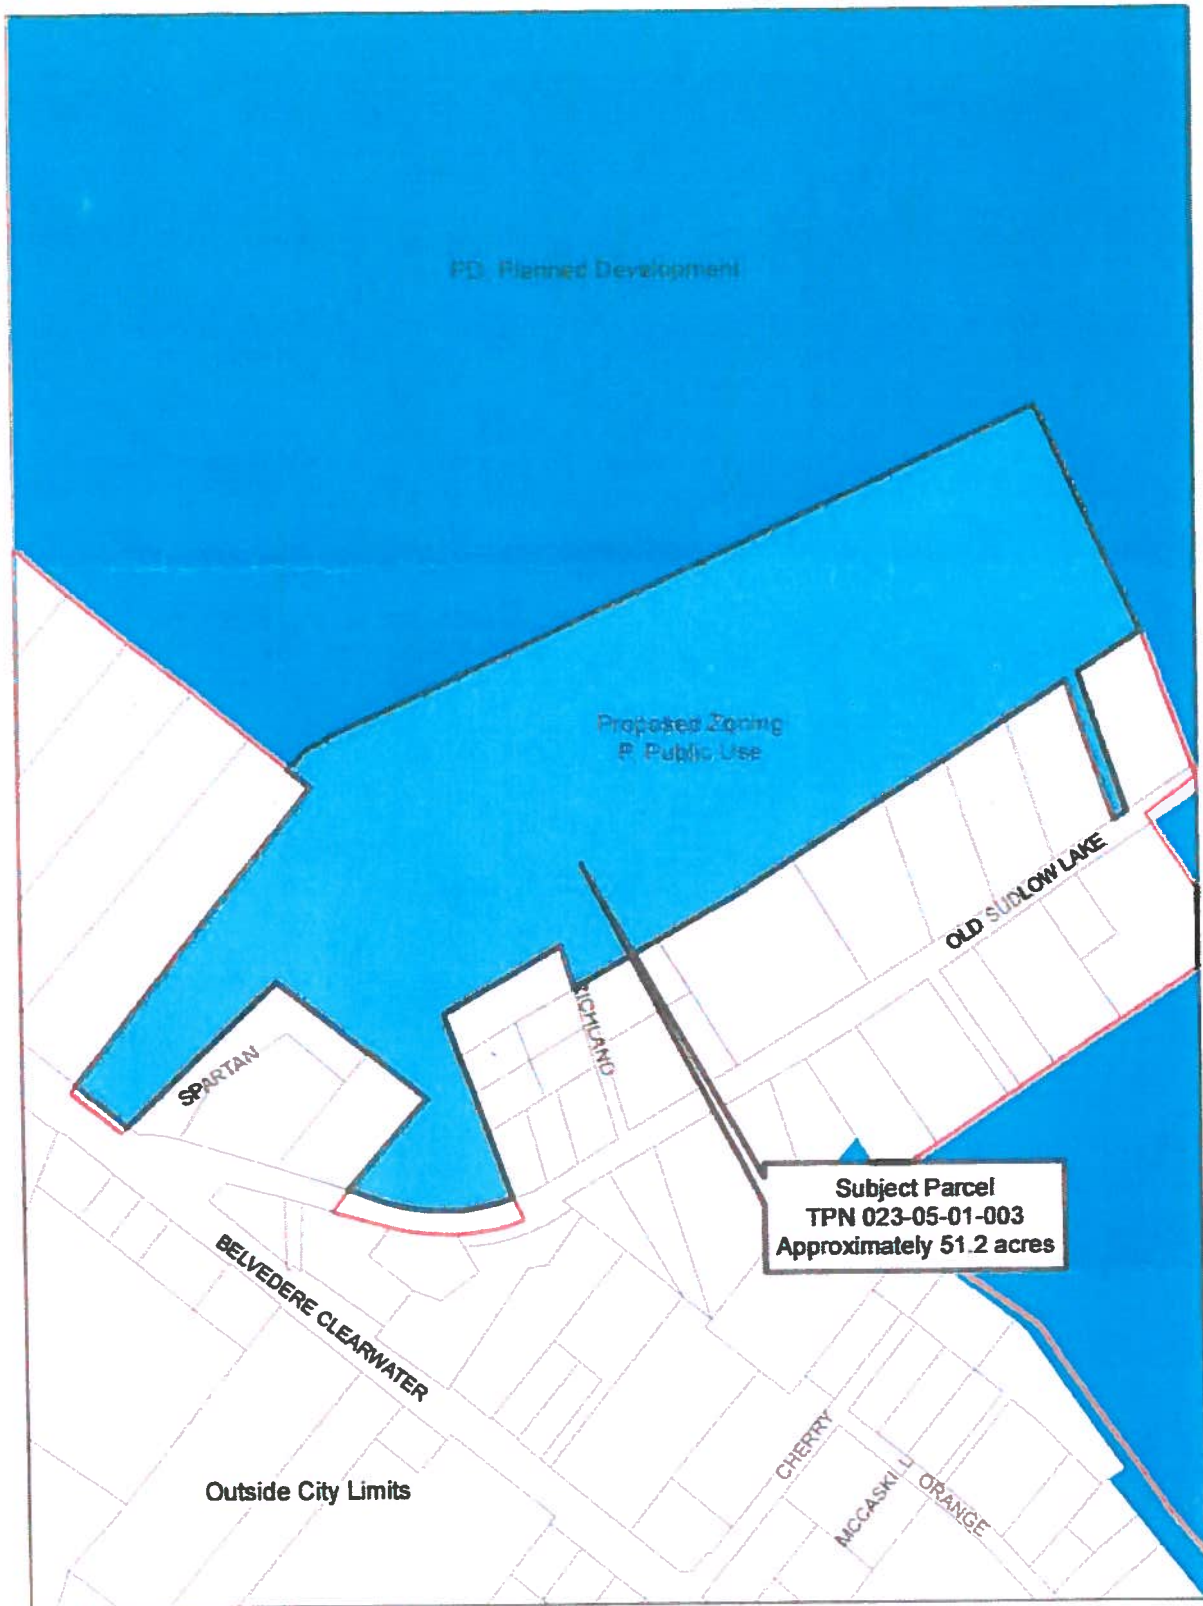 PD, Planned Development
Proposed Zoning
P, Public Use
OLD SUDLOW LAKE
RICHLAND
SPARTAN
Subject Parcel
TPN 023-05-01-003
Approximately 51.2 acres
BELVEDERE CLEARWATER
CHERRY
MCCASKILL
ORANGE
Outside City Limits